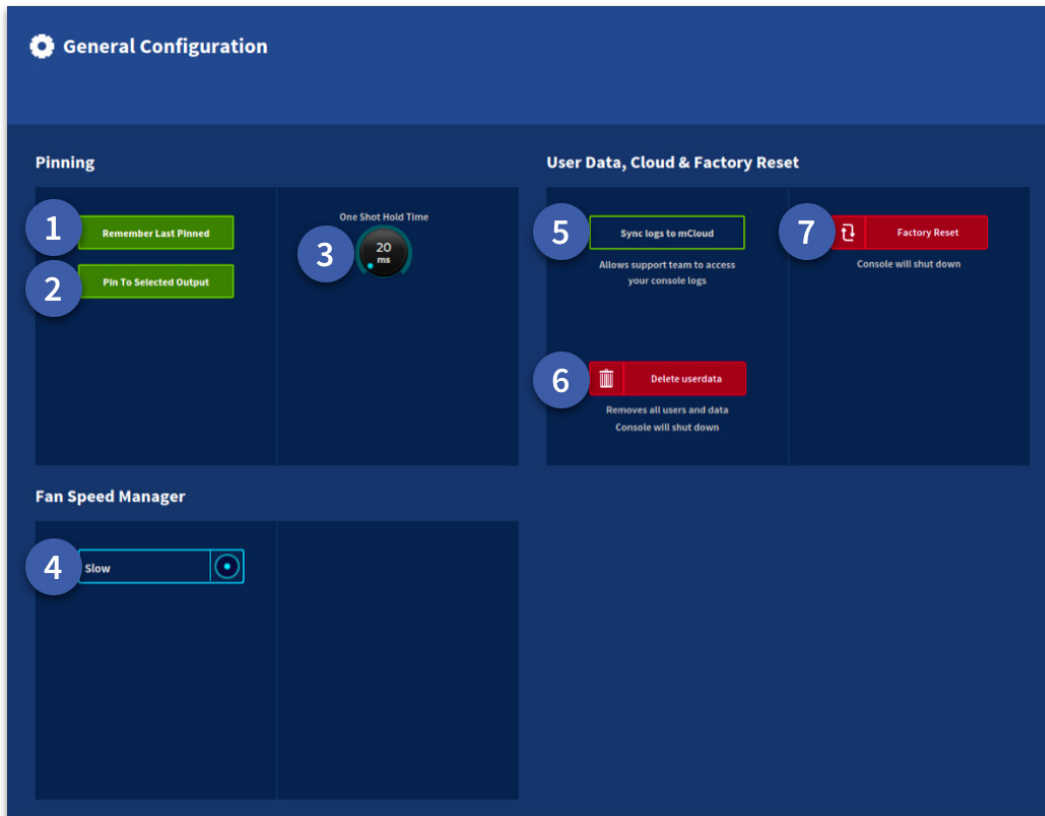 General Configuration
Pinning
1
Remember Last Pinned
2
Pin To Selected Output
One Shot Hold Time
3
20
ms
User Data, Cloud & Factory Reset
5
Sync logs to mCloud
Allows support team to access
your console logs
7
Factory Reset
Console will shut down
6
Delete userdata
Removes all users and data
Console will shut down
Fan Speed Manager
4
Slow